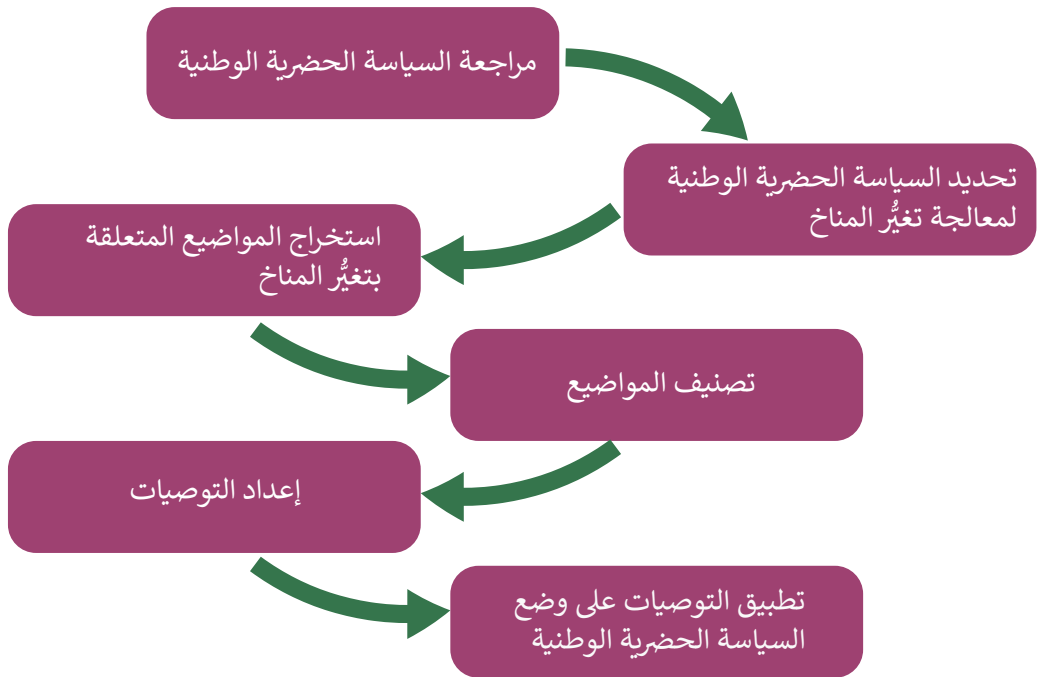 مراجعة السياسة الحضرية الوطنية
تحديد السياسة الحضرية الوطنية
لمعالجة تغيُّر المناخ
استخراج المواضيع المتعلقة
بتغيُّر المناخ
تصنيف المواضيع
إعداد التوصيات
تطبيق التوصيات على وضع
السياسة الحضرية الوطنية